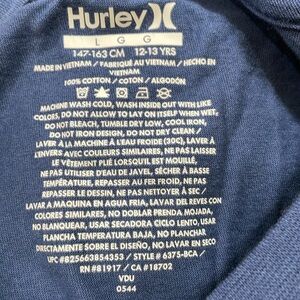 Hurley
L G G
147-163 CM 12-13 YRS
MADE IN VIETNAM / FABRIQUÉ AU VIETNAM / HECHO EN
VIETNAM
100% COTTON / COTON / ALGODÓN
MACHINE WASH COLD, WASH INSIDE OUT WITH LIKE
COLORS, DO NOT ALLOW TO LAY ON ITSELF WHEN WET,
DO NOT BLEACH, TUMBLE DRY LOW, COOL IRON,
DO NOT IRON DESIGN, DO NOT DRY CLEAN /
LAVER À LA MACHINE À L'EAU FROIDE (30C), LAVER À
L'ENVERS AVEC COULEURS SIMILAIRES, NE PAS LAISSER
LE VÊTEMENT PLIÉ LORSQU'IL EST MOUILLÉ,
NE PAS UTILISER D'EAU DE JAVEL, SÉCHER À BASSE
TEMPÉRATURE, REPASSER AU FER FROID, NE PAS
REPASSER LE DESSIN, NE PAS NETTOYER À SEC /
LAVAR A MAQUINA EN AGUA FRIA, LAVAR DEL REVES CON
COLORES SIMILARES, NO DOBLAR PRENDA MOJADA,
NO BLANQUEAR, USAR SECADORA CICLO LENTO, USAR
PLANCHA TEMPERATURA BAJA, NO PLANCHAR
DIRECTAMENTE SOBRE EL DISEÑO, NO LAVAR EN SECO
UPC #825663854353 / STYLE # 6375-BCA /
RN #81917 / CA #18702
VDU
0544